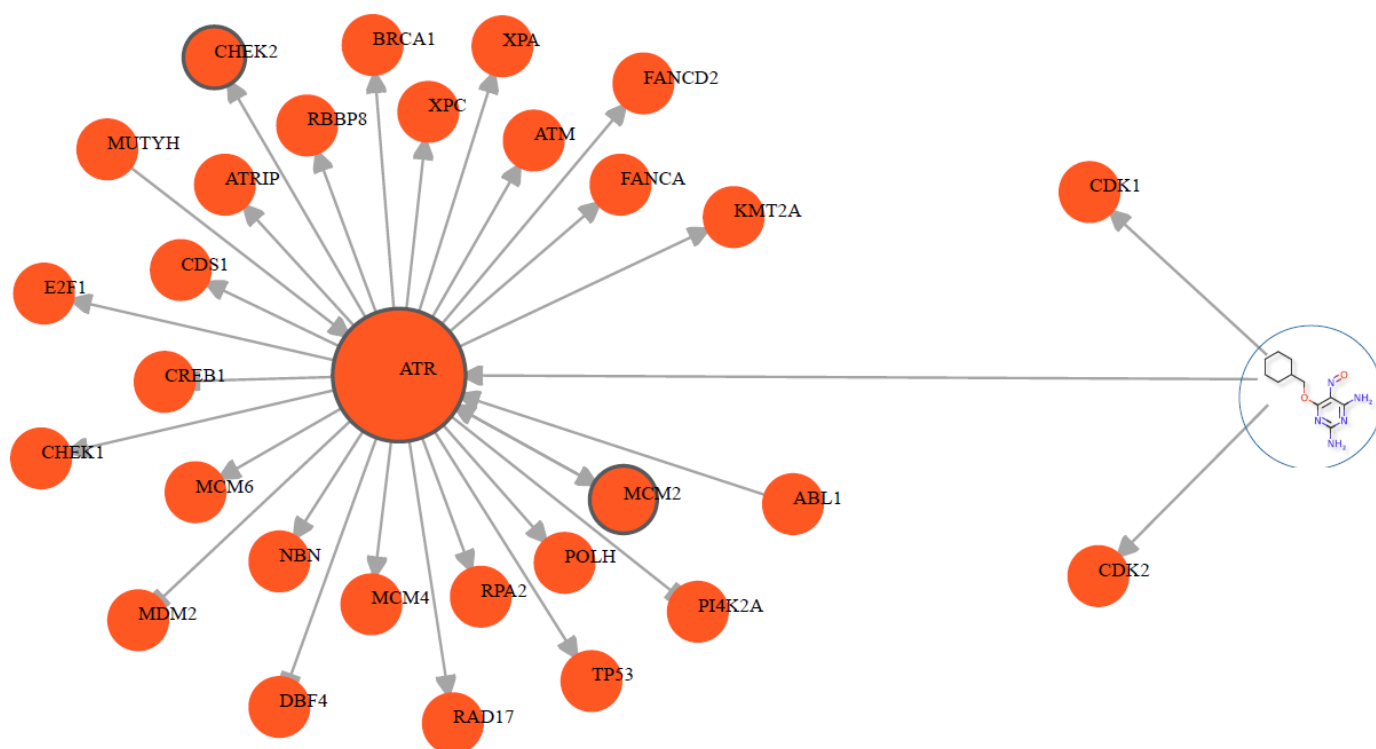 CHEK2
BRCA1
XPA
FANCD2
RBBP8
XPC
ATM
MUTYH
ATRIP
FANCA
CDK1
KMT2A
CDS1
E2F1
ATR
CREB1
CHEK1
MCM6
MCM2
ABL1
NBN
POLH
CDK2
MCM4
RPA2
PI4K2A
MDM2
TP53
DBF4
RAD17
N
O
O
NH₂
N
N
NH₂